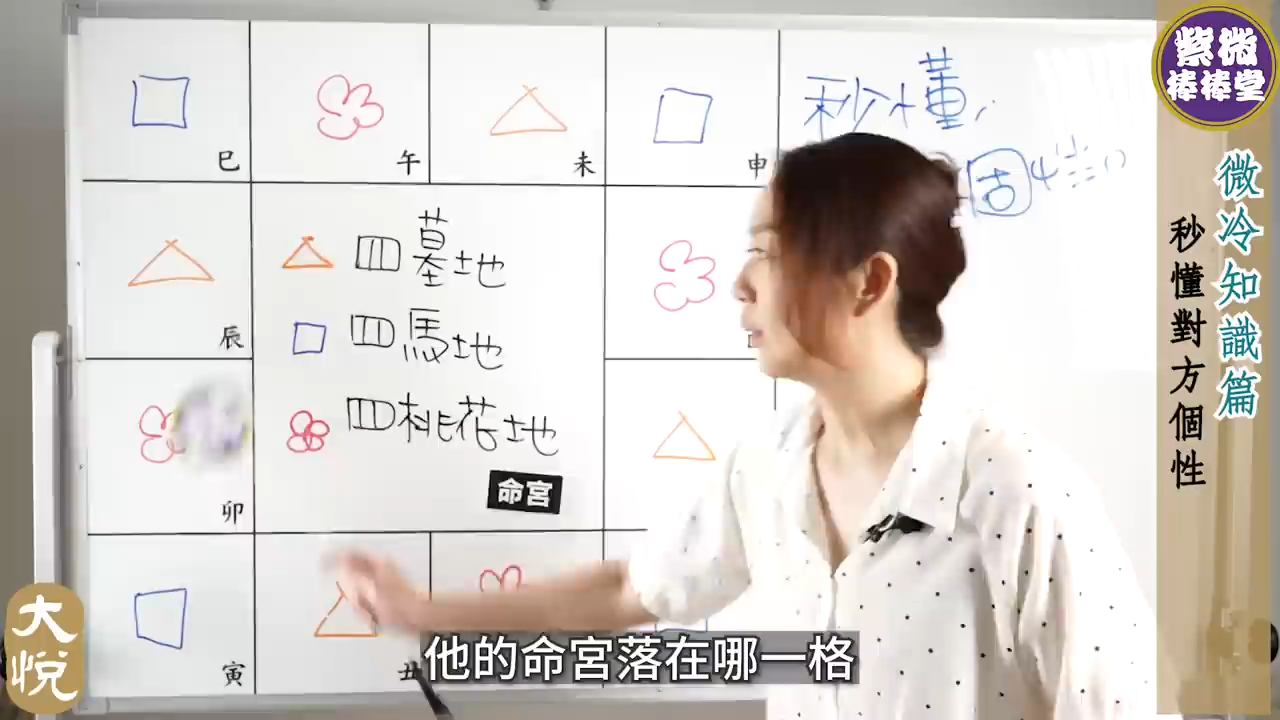 紫微
棒棒堂
微冷知識篇
秒懂對方個性
秒懂
固
巳
午
未
申
辰
四墓地
四馬地
四桃花地
命宮
卯
寅
丑
他的命宮落在哪一格
大悅